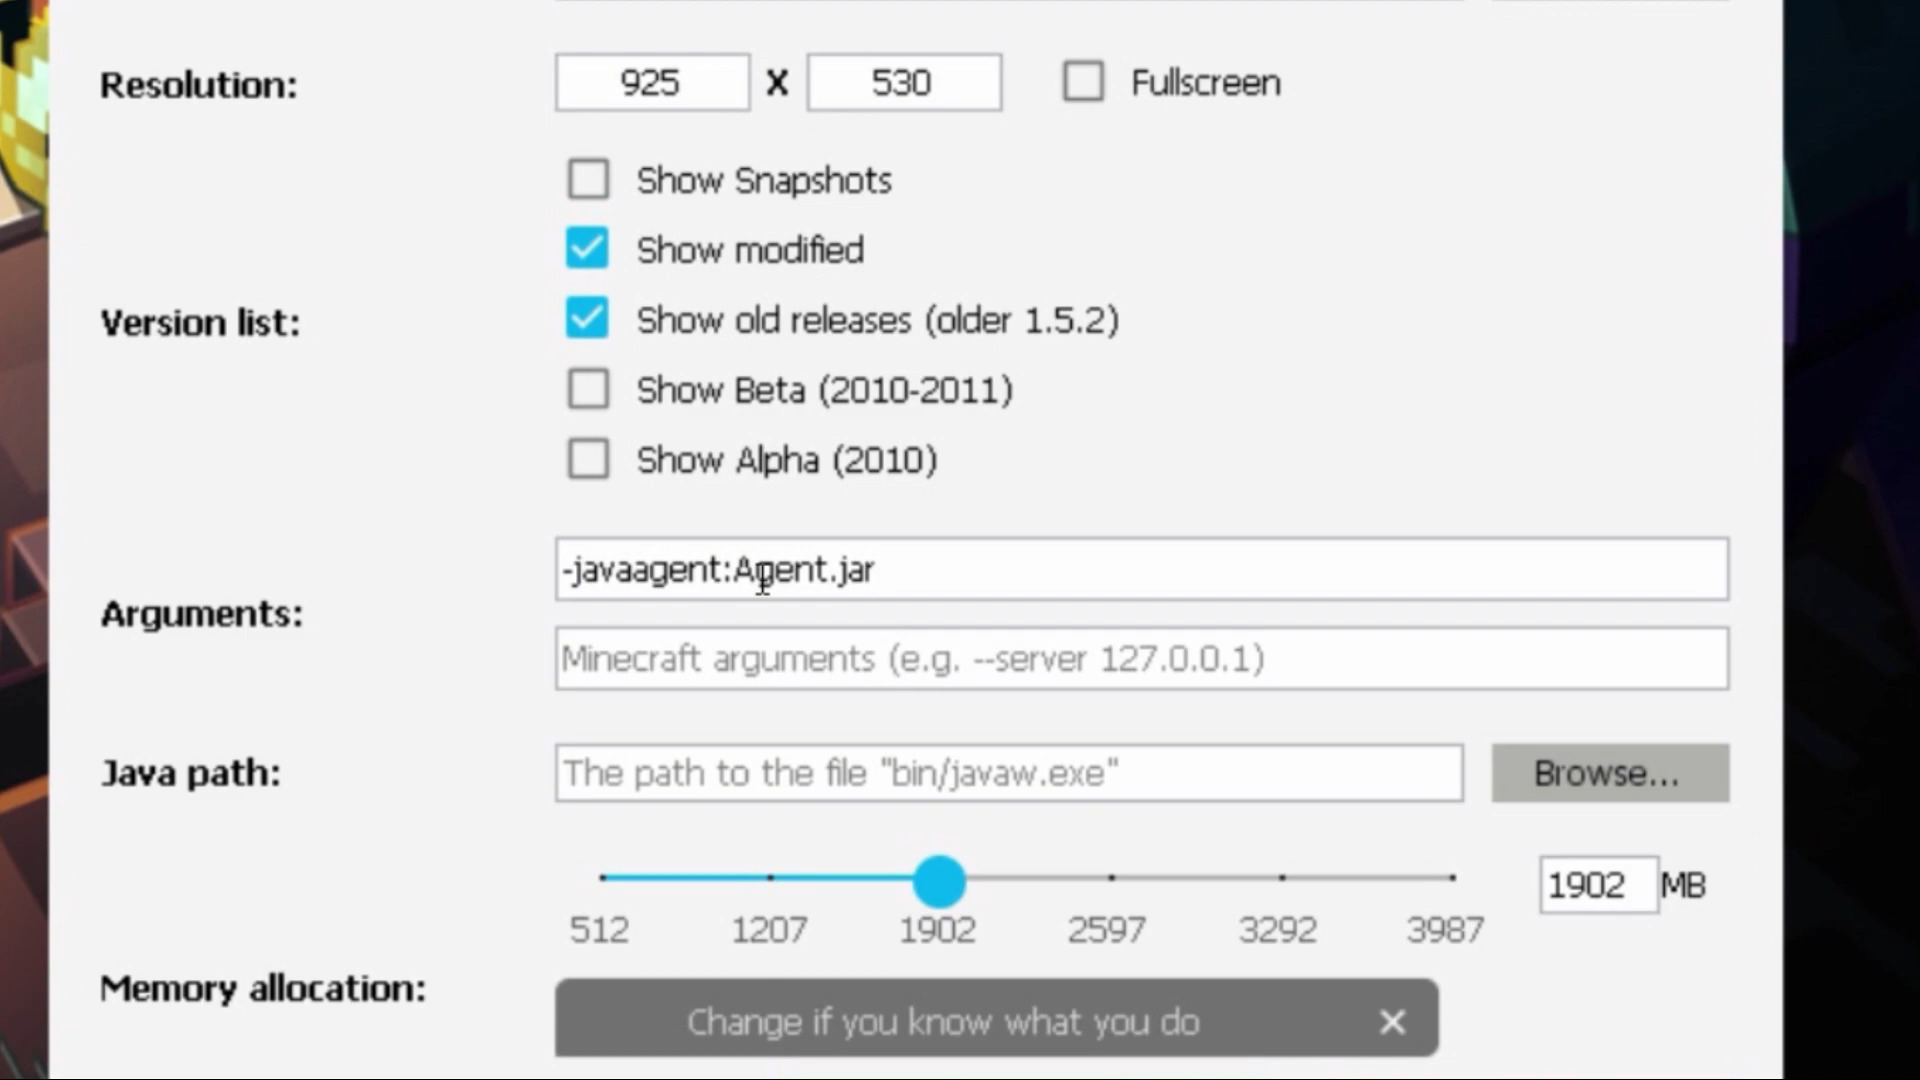 Resolution: 925 X 530 Fullscreen
Show Snapshots
Show modified
Version list: Show old releases (older 1.5.2)
Show Beta (2010-2011)
Show Alpha (2010)
-javaagent:Agent.jar
Arguments:
Minecraft arguments (e.g. --server 127.0.0.1)
Java path: The path to the file "bin/javaw.exe" Browse...
1902 MB
512 1207 1902 2597 3292 3987
Memory allocation:
Change if you know what you do